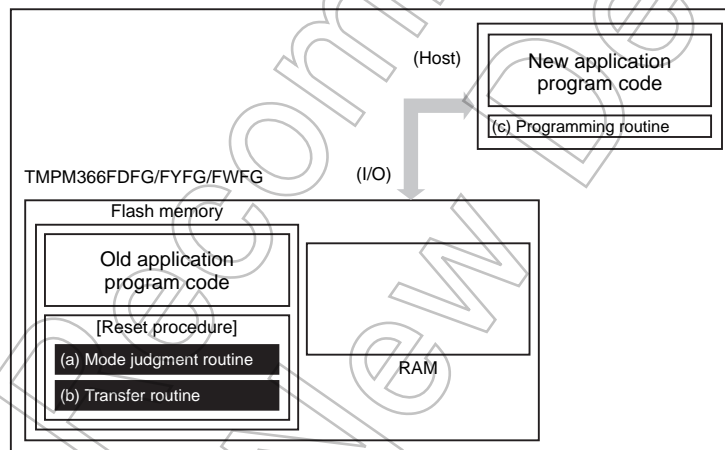 (Host)
New application
program code
(c) Programming routine
TMPM366FDFG/FYFG/FWFG
(I/O)
Flash memory
Old application
program code
[Reset procedure]
(a) Mode judgment routine
(b) Transfer routine
RAM